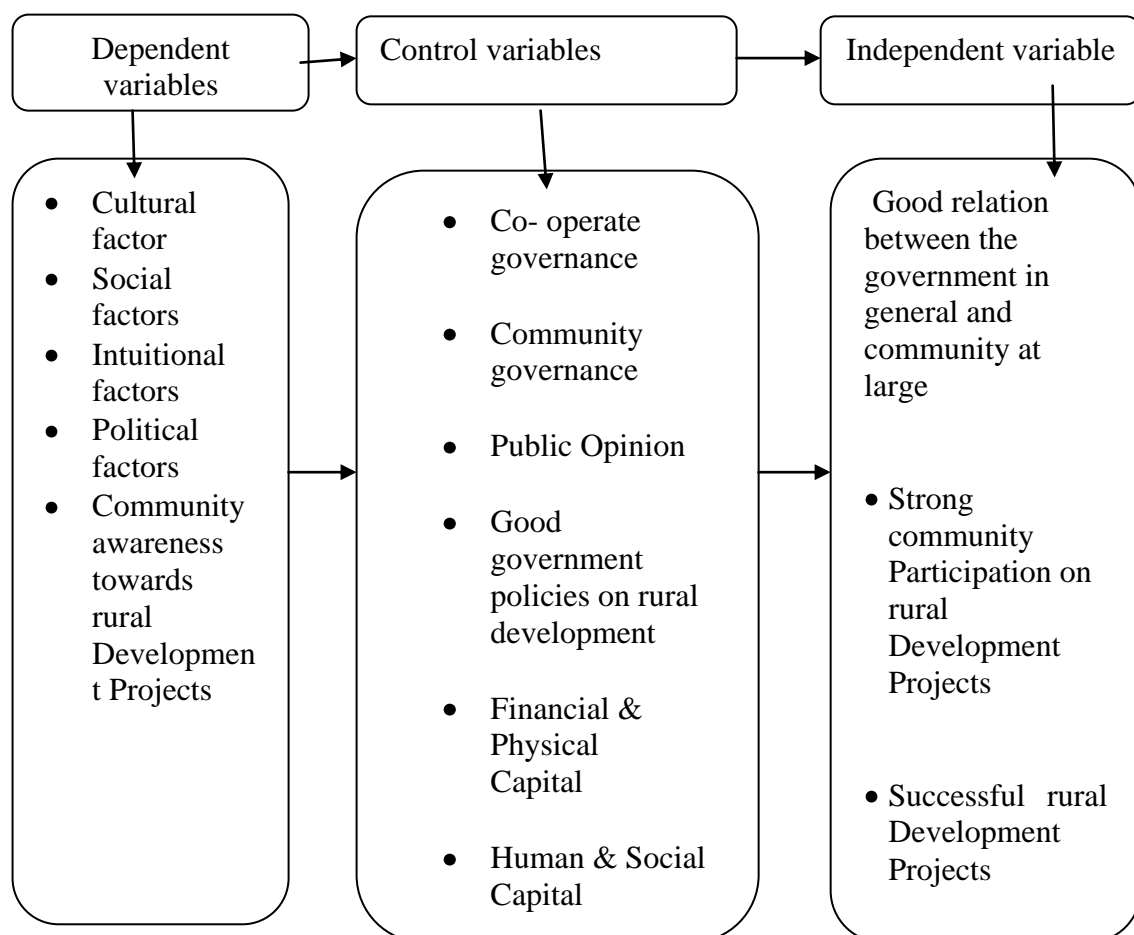 Dependent
variables
Control variables
Independent variable
• Cultural
factor
• Social
factors
• Intuitional
factors
• Political
factors
• Community
awareness
towards
rural
Developmen
t Projects
• Co- operate
governance
• Community
governance
• Public Opinion
• Good
government
policies on rural
development
• Financial &
Physical
Capital
• Human & Social
Capital
Good relation
between the
government in
general and
community at
large
• Strong
community
Participation on
rural
Development
Projects
• Successful rural
Development
Projects